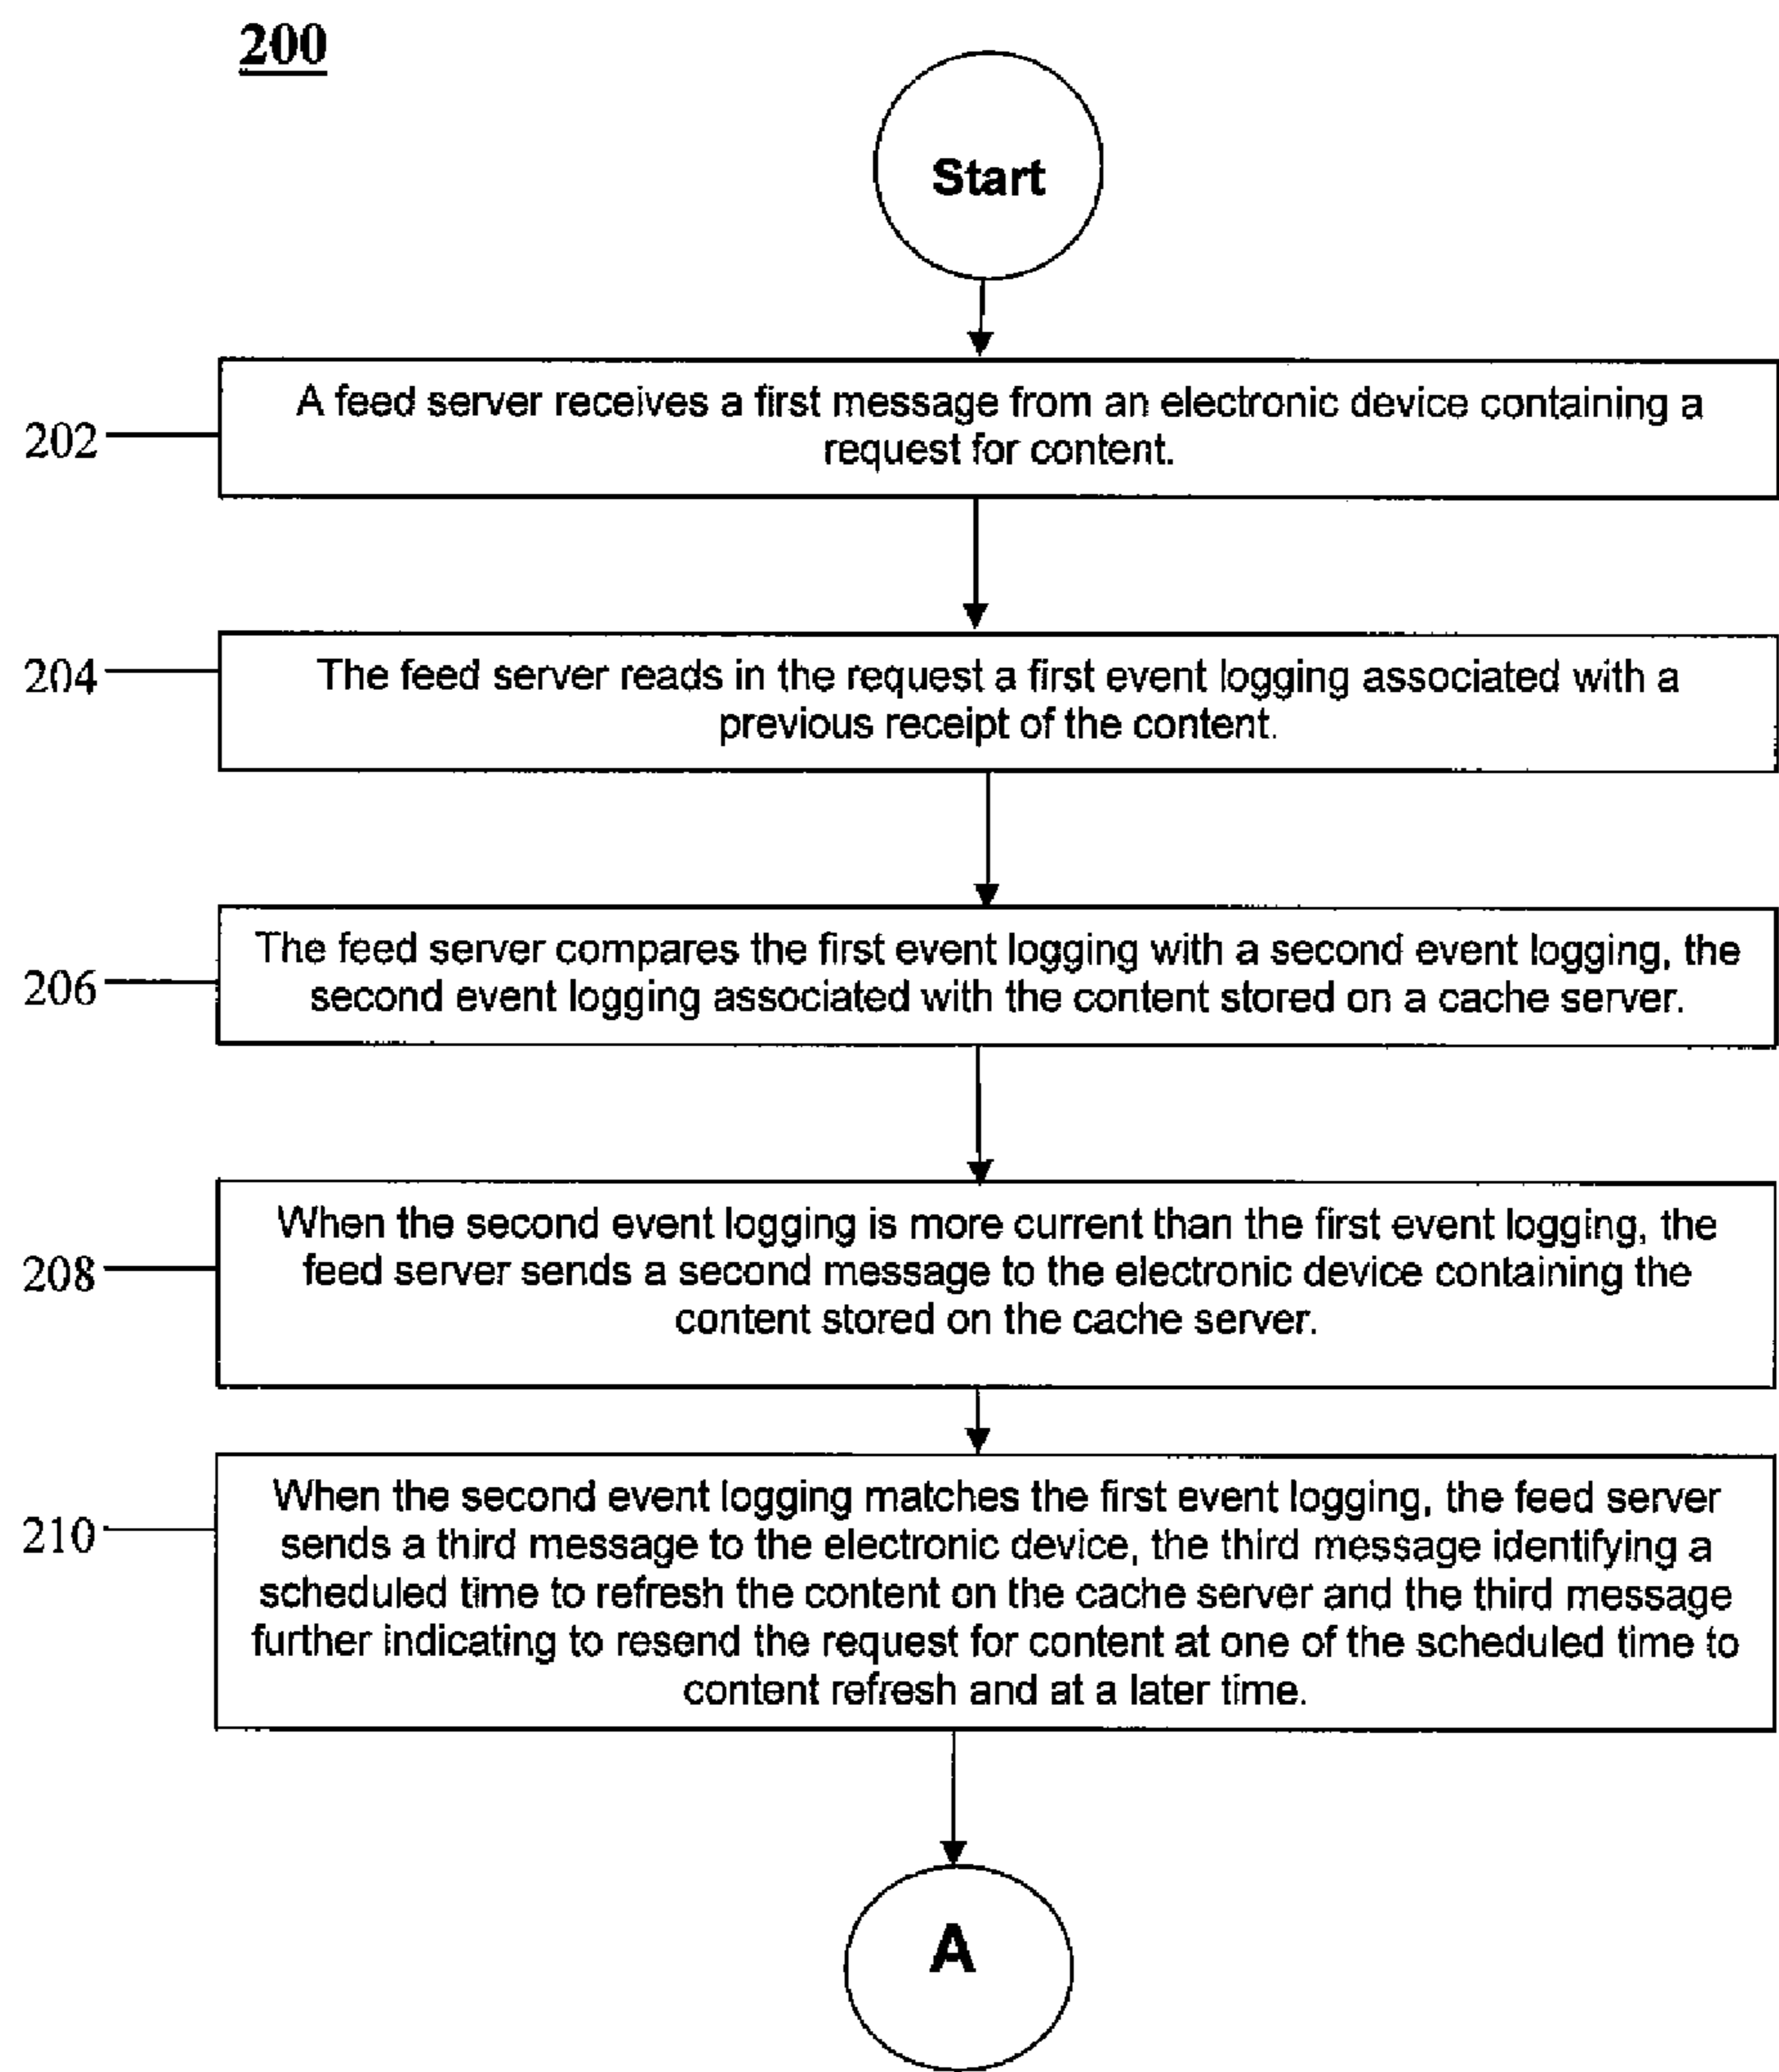 200
Start
202
A feed server receives a first message from an electronic device containing a
request for content.
204
The feed server reads in the request a first event logging associated with a
previous receipt of the content.
206
The feed server compares the first event logging with a second event logging, the
second event logging associated with the content stored on a cache server.
208
When the second event logging is more current than the first event logging, the
feed server sends a second message to the electronic device containing the
content stored on the cache server.
210
When the second event logging matches the first event logging, the feed server
sends a third message to the electronic device, the third message identifying a
scheduled time to refresh the content on the cache server and the third message
further indicating to resend the request for content at one of the scheduled time to
content refresh and at a later time.
A